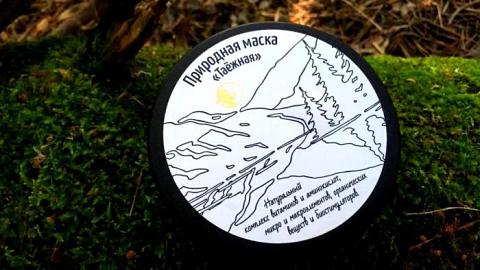 Природная маска
«Таёжная»
Натуральный
комплекс витаминов и аминокислот,
микро и макроэлементов, органических
веществ и биостимуляторов